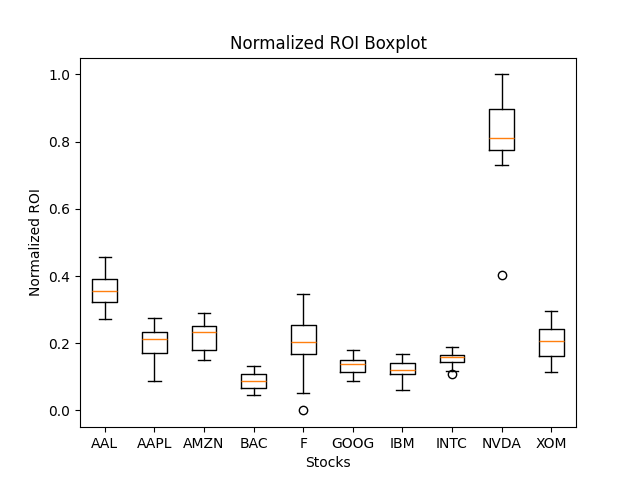 Normalized ROI Boxplot
Normalized ROI
1.0
0.8
0.6
0.4
0.2
0.0
AAL AAPL AMZN BAC F GOOG IBM INTC NVDA XOM
Stocks